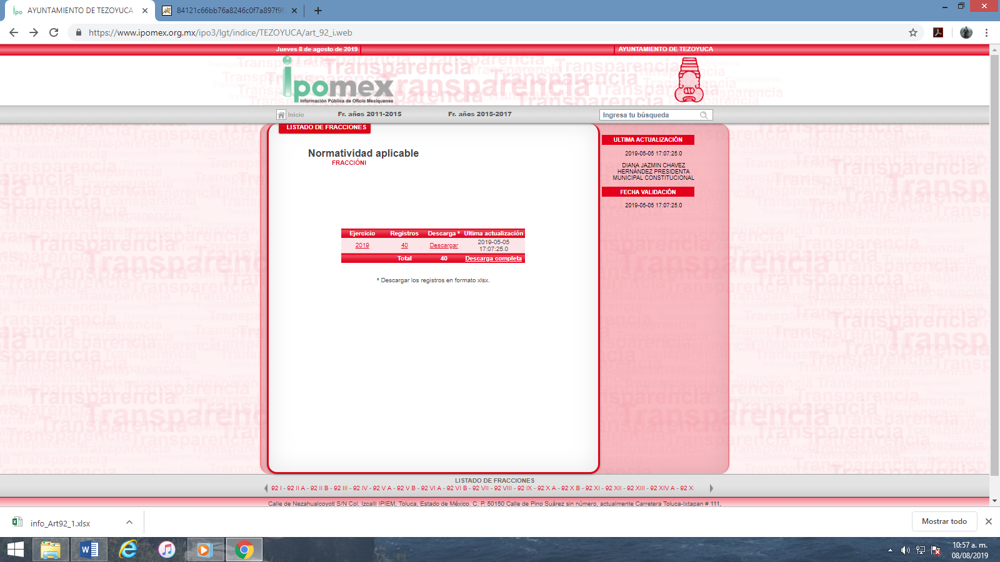 AYUNTAMIENTO DE TEZOYUCA
84121c66bb76a8246c0f7a897f9f
https://www.ipomex.org.mx/ipo3/lgt/indice/TEZOYUCA/art_92_i.web
Jueves 8 de agosto de 2019
AYUNTAMIENTO DE TEZOYUCA
Transparencia
ipomex
Información Pública de Oficio Mexiquense
Inicio
Fr. años 2011-2015
Fr. años 2015-2017
Ingresa tu búsqueda
LISTADO DE FRACCIONES
Normatividad aplicable
FRACCIÓNI
Ejercicio Registros Descarga * Ultima actualización
2019 40 Descargar 2019-05-05
17:07:25.0
Total 40 Descarga completa
* Descargar los registros en formato xlsx.
ULTIMA ACTUALIZACIÓN
2019-05-05 17:07:25.0
DIANA JAZMIN CHAVEZ
HERNÁNDEZ PRESIDENTA
MUNICIPAL CONSTITUCIONAL
FECHA VALIDACIÓN
2019-05-05 17:07:25.0
LISTADO DE FRACCIONES
92 I - 92 II A - 92 II B - 92 III - 92 IV - 92 V A - 92 V B - 92 VI A - 92 VI B - 92 VII - 92 VIII - 92 IX - 92 X A - 92 X B - 92 XI - 92 XII - 92 XIII - 92 XIV A - 92 X
Calle de Nezahualcoyotl S/N Col. Izcalli IPIEM, Toluca, Estado de México. C. P. 50150 Calle de Pino Suárez sin número, actualmente Carretera Toluca-Ixtapan # 111,
info_Art92_1.xlsx
Mostrar todo
10:57 a. m.
08/08/2019